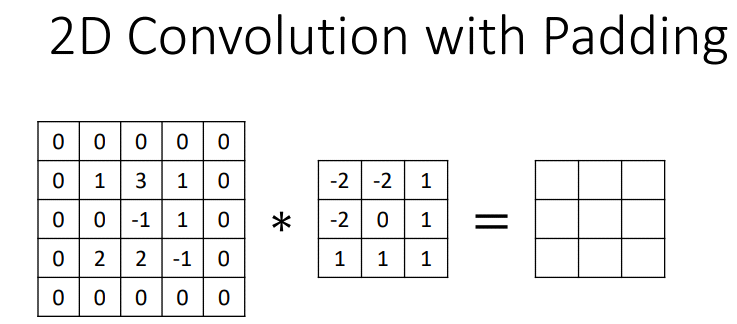 2D Convolution with Padding
0 0 0 0 0
0 1 3 1 0 -2 -2 1
0 0 -1 1 0 * -2 0 1 =
0 2 2 -1 0 1 1 1
0 0 0 0 0